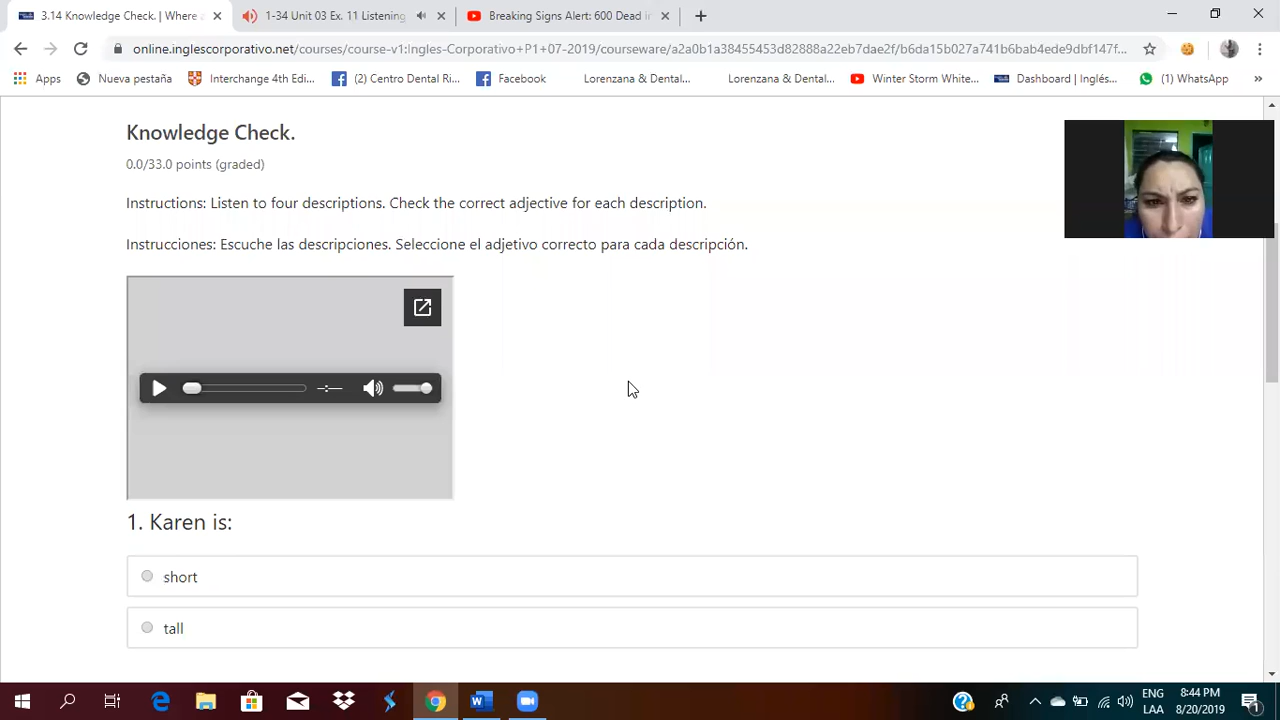 3.14 Knowledge Check. | Where a
1-34 Unit 03 Ex. 11 Listening
Breaking Signs Alert: 600 Dead in
online.inglescorporativo.net/courses/course-v1:Ingles-Corporativo+P1+07-2019/courseware/a2a0b1a38455453d82888a22eb7dae2f/b6da15b027a741b6bab4ede9dbf147f...
Apps
Nueva pestaña
Interchange 4th Edi...
(2) Centro Dental Ri...
Facebook
Lorenzana & Dental...
Lorenzana & Dental...
Winter Storm White...
Dashboard | Inglés...
(1) WhatsApp
»
Knowledge Check.
0.0/33.0 points (graded)
Instructions: Listen to four descriptions. Check the correct adjective for each description.
Instrucciones: Escuche las descripciones. Seleccione el adjetivo correcto para cada descripción.
-:--
1. Karen is:
short
tall
ENG
LAA
8:44 PM
8/20/2019
1